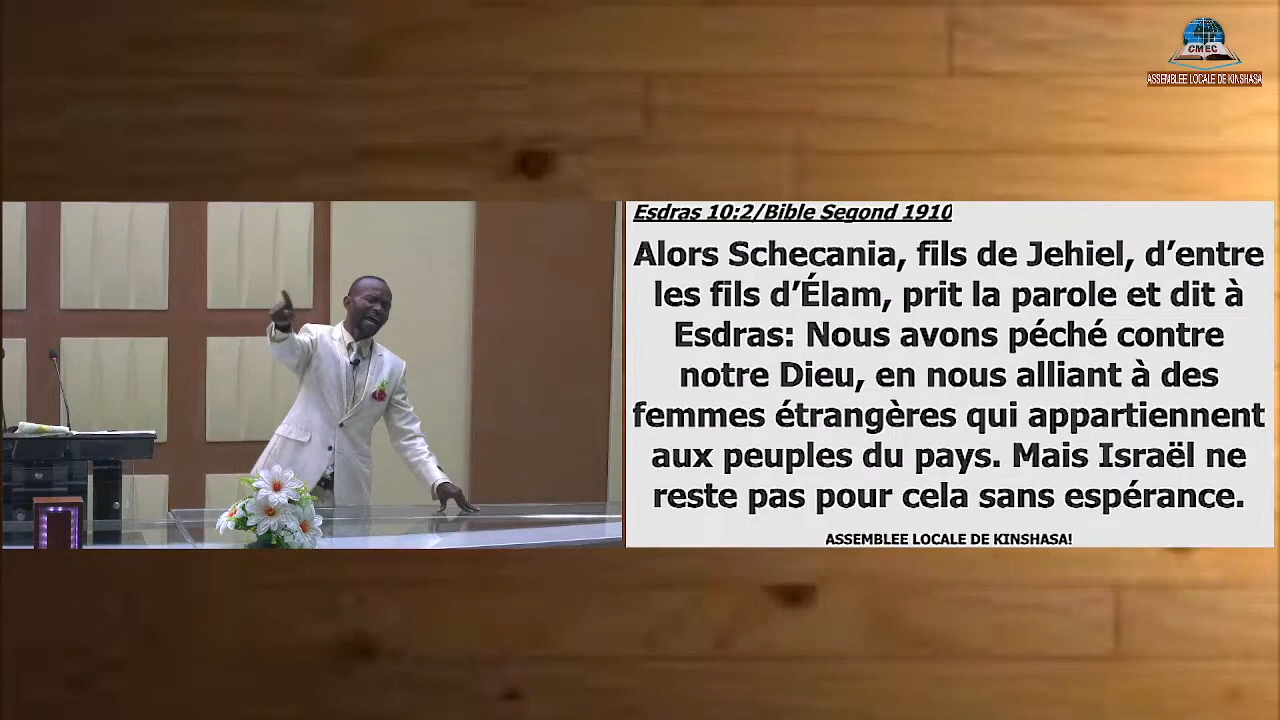 CMEC
ASSEMBLEE LOCALE DE KINSHASA
Esdras 10:2/Bible Segond 1910
Alors Schecania, fils de Jehiel, d’entre
les fils d’Élam, prit la parole et dit à
Esdras: Nous avons péché contre
notre Dieu, en nous alliant à des
femmes étrangères qui appartiennent
aux peuples du pays. Mais Israël ne
reste pas pour cela sans espérance.
ASSEMBLEE LOCALE DE KINSHASA!